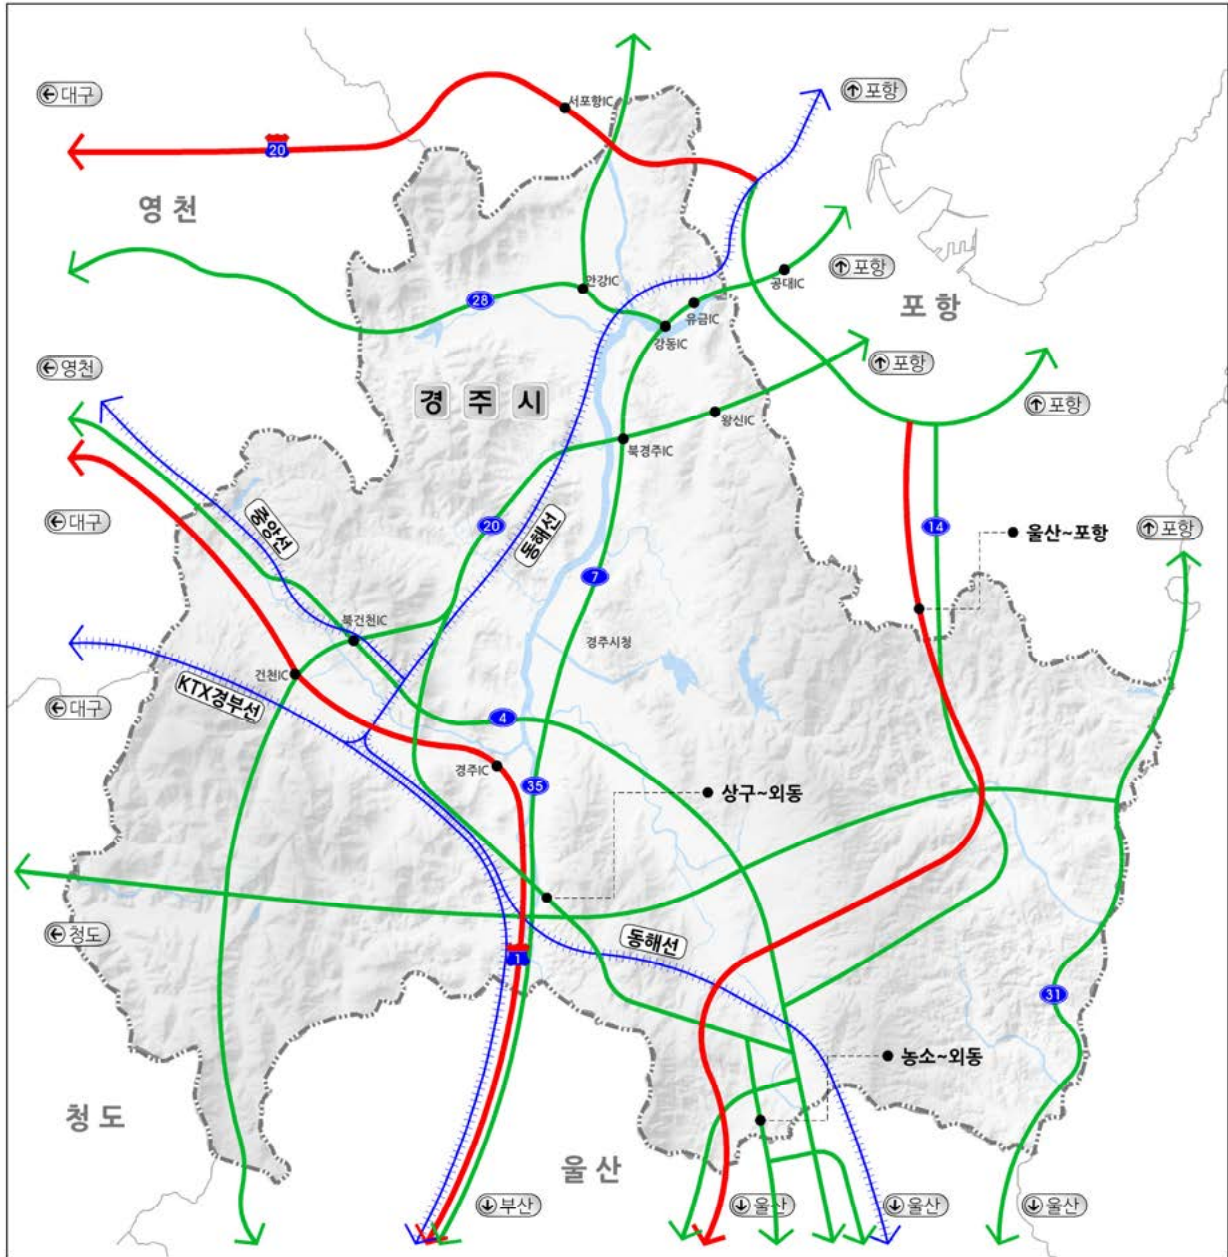 포항
대구
서포항IC
20
영 천
포항
공대IC
안강IC
28
유금IC
포 항
강동IC
영천
포항
경 주 시
포항
왕신IC
북경주IC
대구
중앙선
20
동해선
14
울산~포항
포항
7
북건천IC
경주시청
건천IC
KTX경부선
대구
4
경주IC
35
상구~외동
청도
동해선
1
31
농소~외동
청 도
울 산
부산
울산
울산
울산